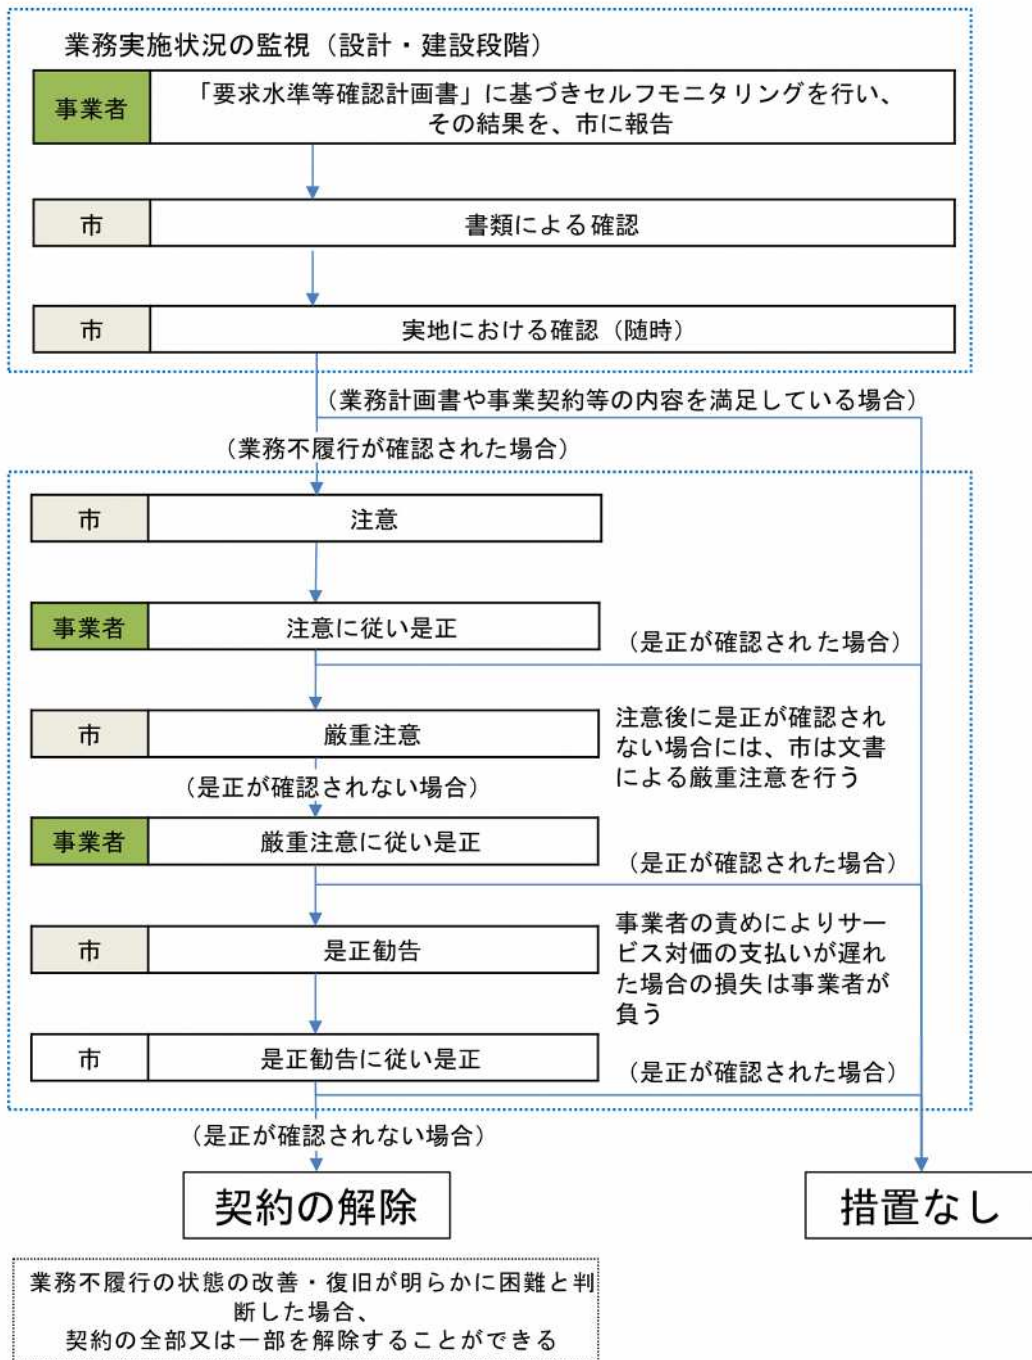 業務実施状況の監視（設計・建設段階）
事業者
「要求水準等確認計画書」に基づきセルフモニタリングを行い、
その結果を、市に報告
市
書類による確認
市
実地における確認（随時）
（業務計画書や事業契約等の内容を満足している場合）
（業務不履行が確認された場合）
市
注意
事業者
注意に従い是正
（是正が確認された場合）
市
厳重注意
注意後に是正が確認され
ない場合には、市は文書
による厳重注意を行う
（是正が確認されない場合）
事業者
厳重注意に従い是正
（是正が確認された場合）
市
是正勧告
事業者の責めによりサー
ビス対価の支払いが遅れ
た場合の損失は事業者が
負う
市
是正勧告に従い是正
（是正が確認された場合）
（是正が確認されない場合）
契約の解除
措置なし
業務不履行の状態の改善・復旧が明らかに困難と判
断した場合、
契約の全部又は一部を解除することができる